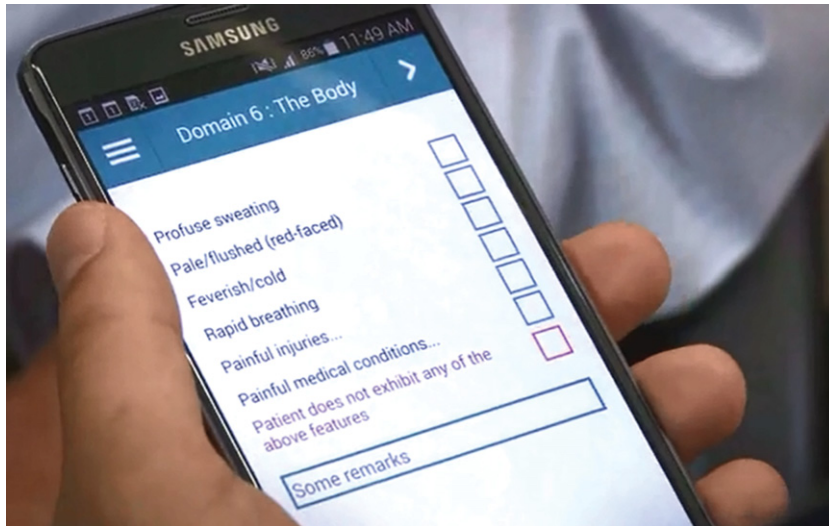 SAMSUNG
88% 11:49 AM
Domain 6 : The Body
Profuse sweating
Pale/flushed (red-faced)
Feverish/cold
Rapid breathing
Painful injuries...
Painful medical conditions...
Patient does not exhibit any of the
above features
Some remarks